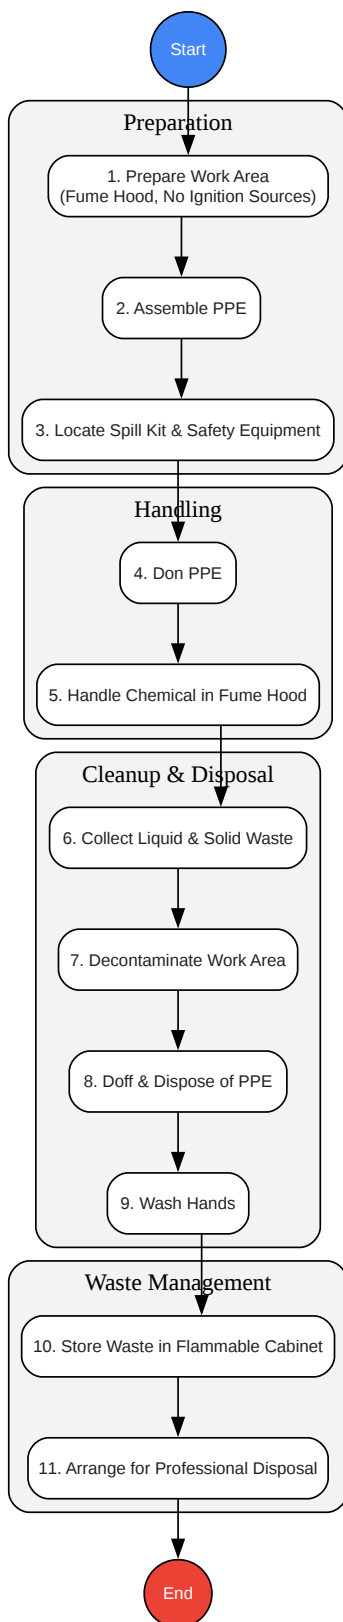 Start
Preparation
1. Prepare Work Area
(Fume Hood, No Ignition Sources)
2. Assemble PPE
3. Locate Spill Kit & Safety Equipment
Handling
4. Don PPE
5. Handle Chemical in Fume Hood
Cleanup & Disposal
6. Collect Liquid & Solid Waste
7. Decontaminate Work Area
8. Doff & Dispose of PPE
9. Wash Hands
Waste Management
10. Store Waste in Flammable Cabinet
11. Arrange for Professional Disposal
End